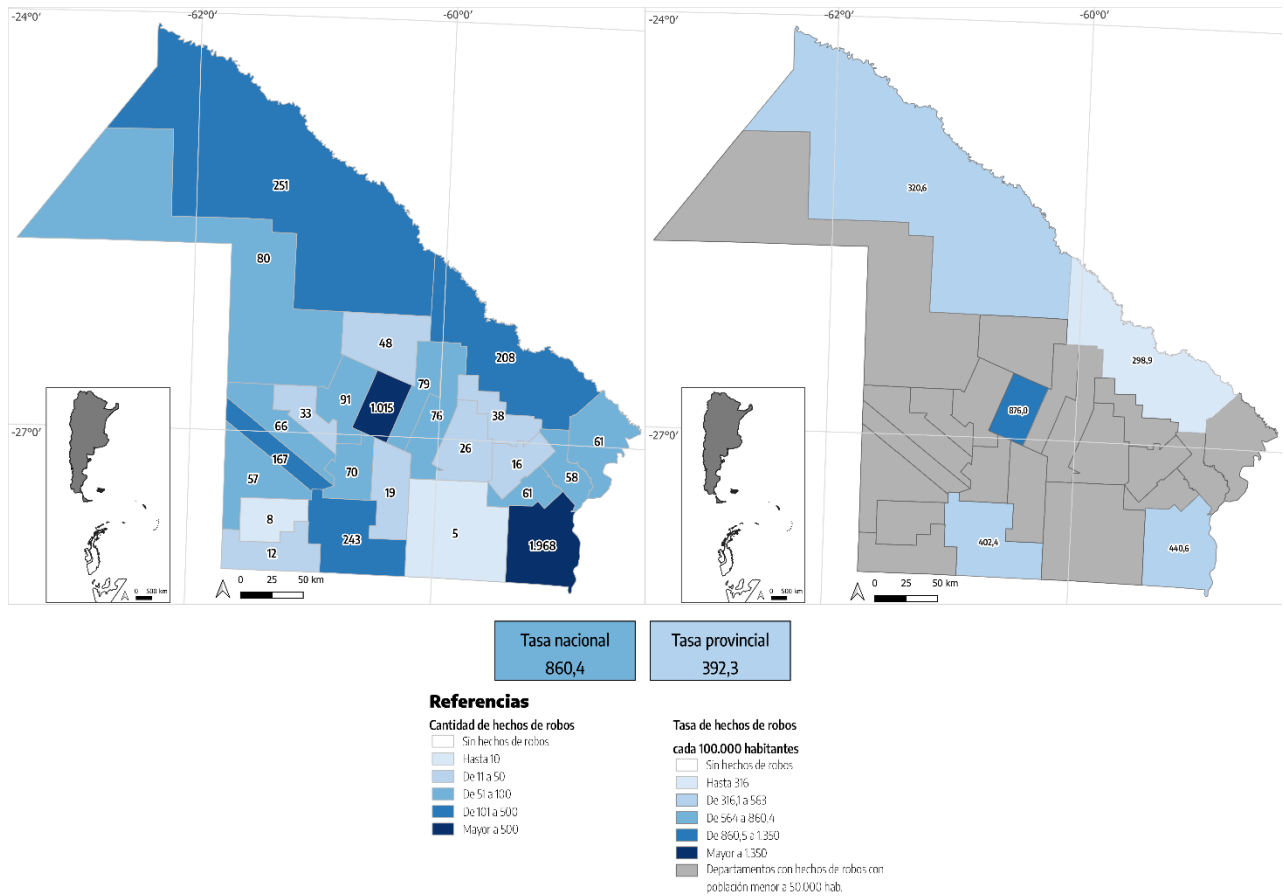 -24°0'
-62°0'
-60°0'
251
80
48
208
79
91
1.015
33
76
38
61
66
-27°0'
26
167
16
70
58
57
61
19
8
5
243
1.968
12
0 25 50 km
0 500 km
-24°0'
-62°0'
-60°0'
320,6
298,9
876,0
-27°0'
402,4
440,6
0 25 50 km
0 500 km
Tasa nacional
860,4
Tasa provincial
392,3
Referencias
Cantidad de hechos de robos
Sin hechos de robos
Hasta 10
De 11 a 50
De 51 a 100
De 101 a 500
Mayor a 500
Tasa de hechos de robos
cada 100.000 habitantes
Sin hechos de robos
Hasta 316
De 316,1 a 563
De 564 a 860,4
De 860,5 a 1.350
Mayor a 1.350
Departamentos con hechos de robos con
población menor a 50.000 hab.